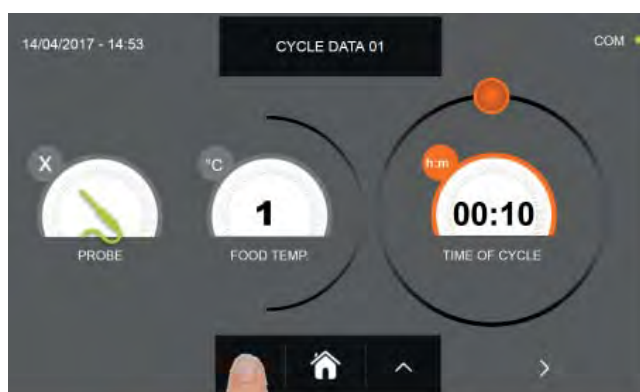 14/04/2017 - 14:53
CYCLE DATA 01
COM
X
°C
h:m
1
00:10
PROBE
FOOD TEMP.
TIME OF CYCLE